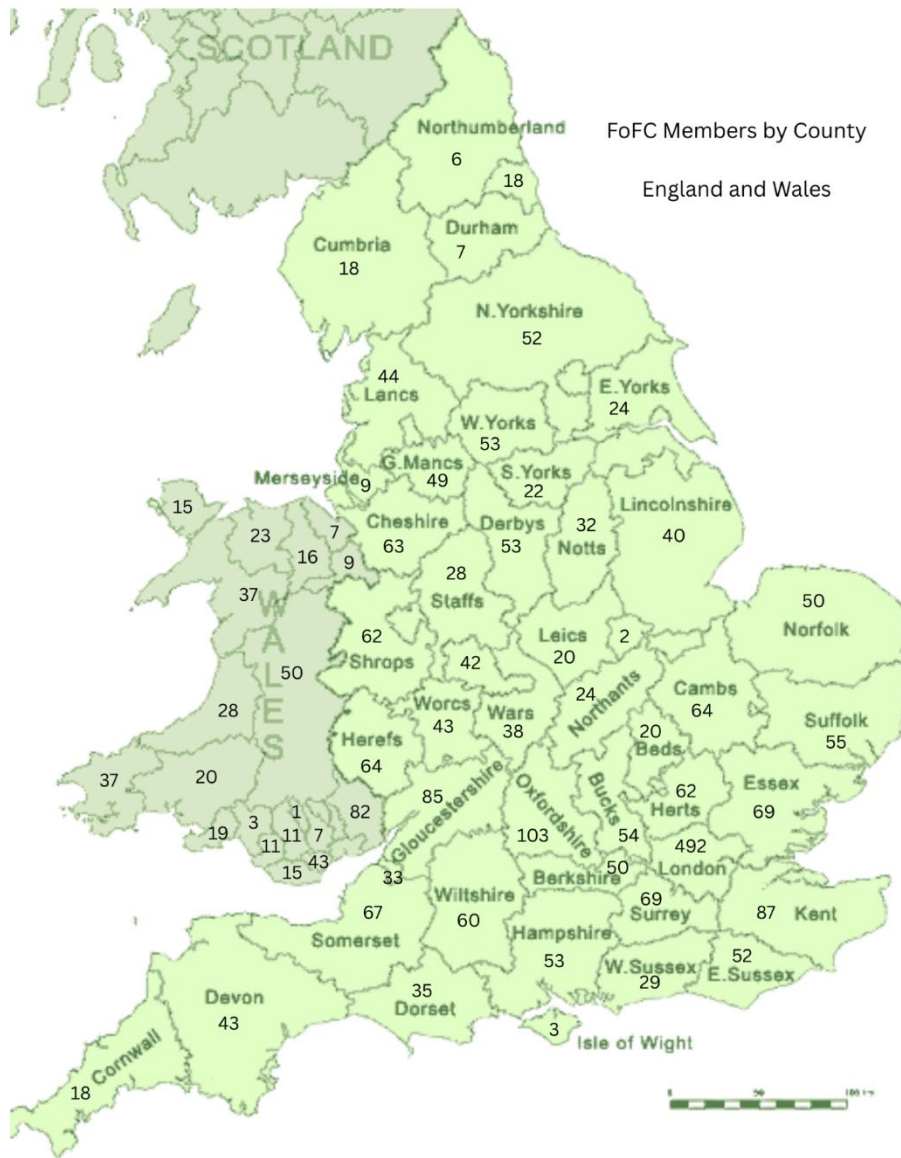 SCOTLAND
FoFC Members by County
England and Wales
Northumberland
6
18
Durham
7
Cumbria
18
N.Yorkshire
52
44
Lancs
E.Yorks
24
W.Yorks
53
G.Mancs
49
S.Yorks
22
Merseyside
9
Cheshire
63
Derbys
53
32
Notts
Lincolnshire
40
15
23
16
7
9
37
WALES
50
28
37
20
28
Staffs
62
Shrops
42
Leics
20
2
50
Norfolk
24
Northants
Cambs
64
Suffolk
55
Worcs
43
Wars
38
Herefs
64
20
Beds
62
Herts
Essex
69
85
Gloucestershire
Oxfordshire
103
Bucks
54
492
London
50
Berkshire
82
19
3
11
1
11
7
43
15
33
67
Somerset
Wiltshire
60
69
Surrey
87 Kent
Hampshire
53
W.Sussex
29
52
E.Sussex
Devon
43
35
Dorset
3
Isle of Wight
Cornwall
18
0 50 100 km